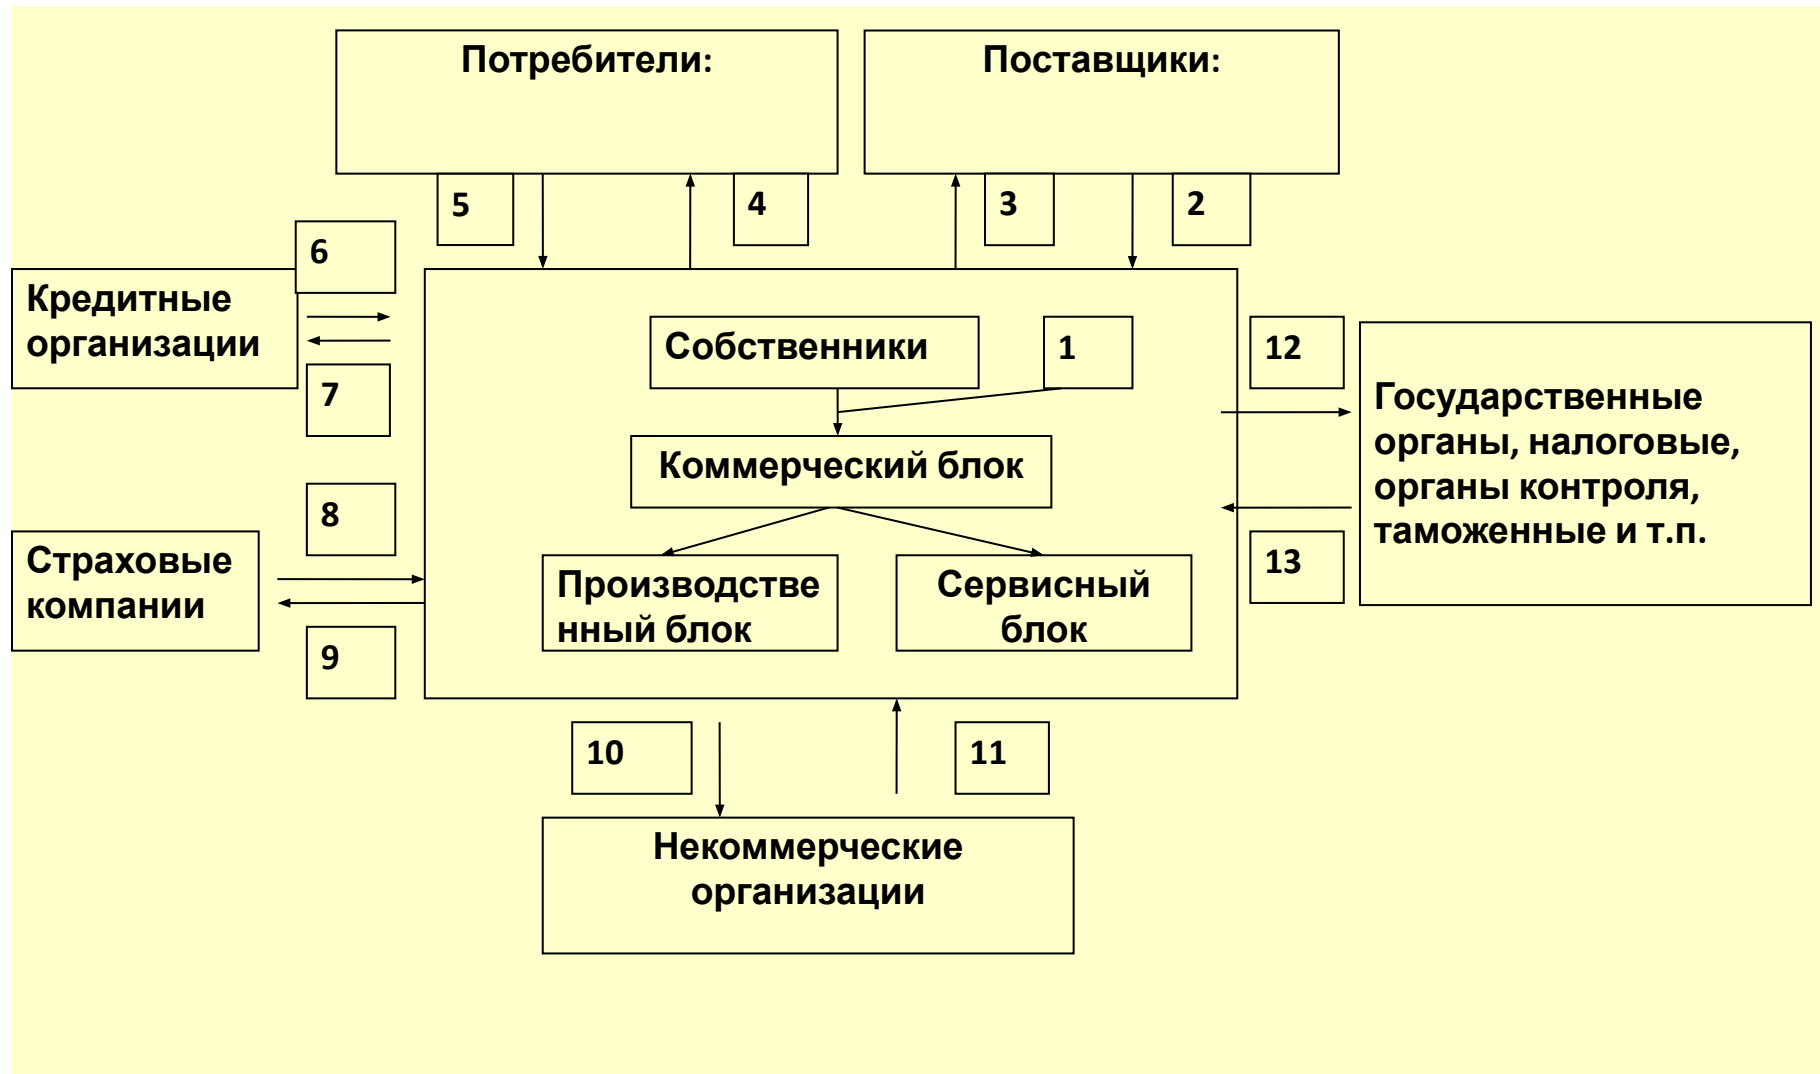 Потребители:
Поставщики:
5
4
3
2
6
Кредитные
организации
7
Собственники
1
12
Государственные
органы, налоговые,
органы контроля,
таможенные и т.п.
Коммерческий блок
8
Страховые
компании
Производстве
нный блок
Сервисный
блок
13
9
10
11
Некоммерческие
организации